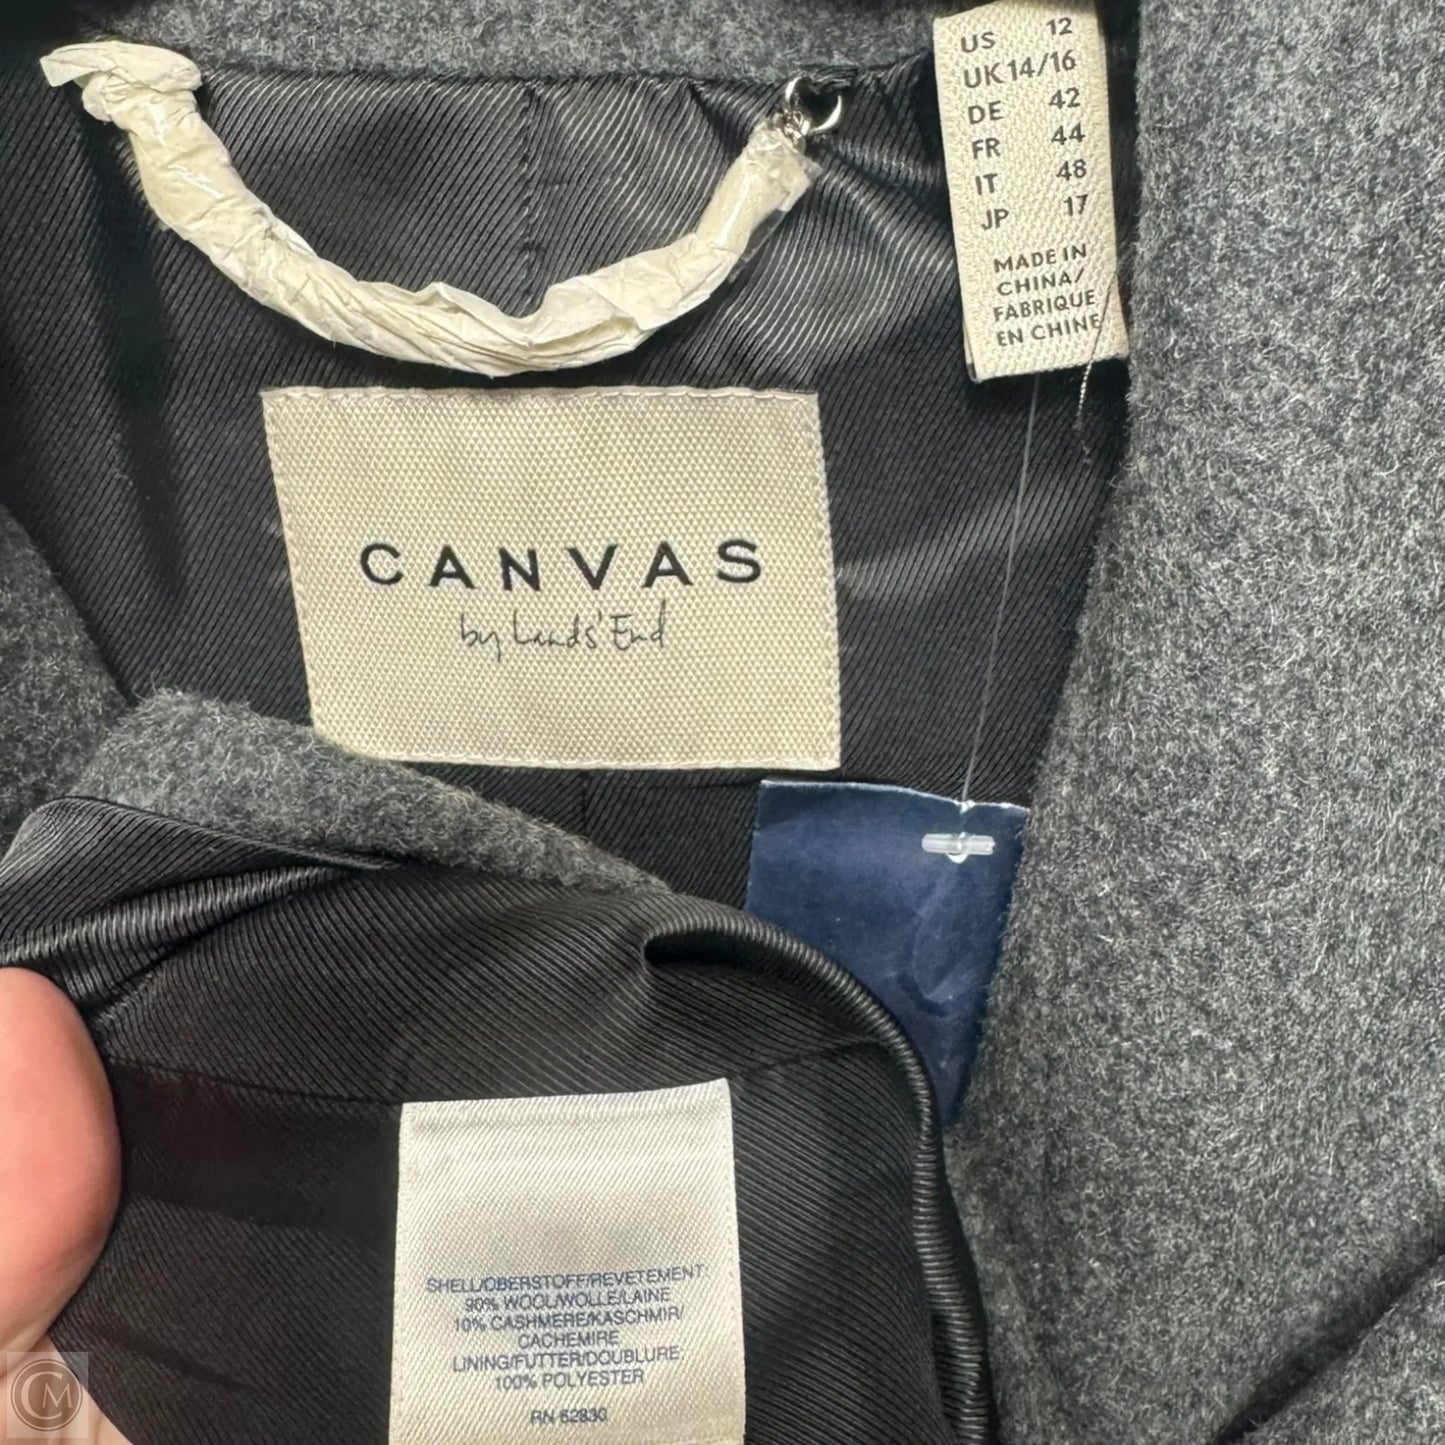 US 12
UK 14/16
DE 42
FR 44
IT 48
JP 17
MADE IN
CHINA/
FABRIQUE
EN CHINE
CANVAS
by Lands' End
SHELL/OBERSTOFF/REVETEMENT:
90% WOOL/WOLLE/LAINE
10% CASHMERE/KASCHMIR/
CACHEMIRE
LINING/FUTTER/DOUBLURE:
100% POLYESTER
RN 62830
CM